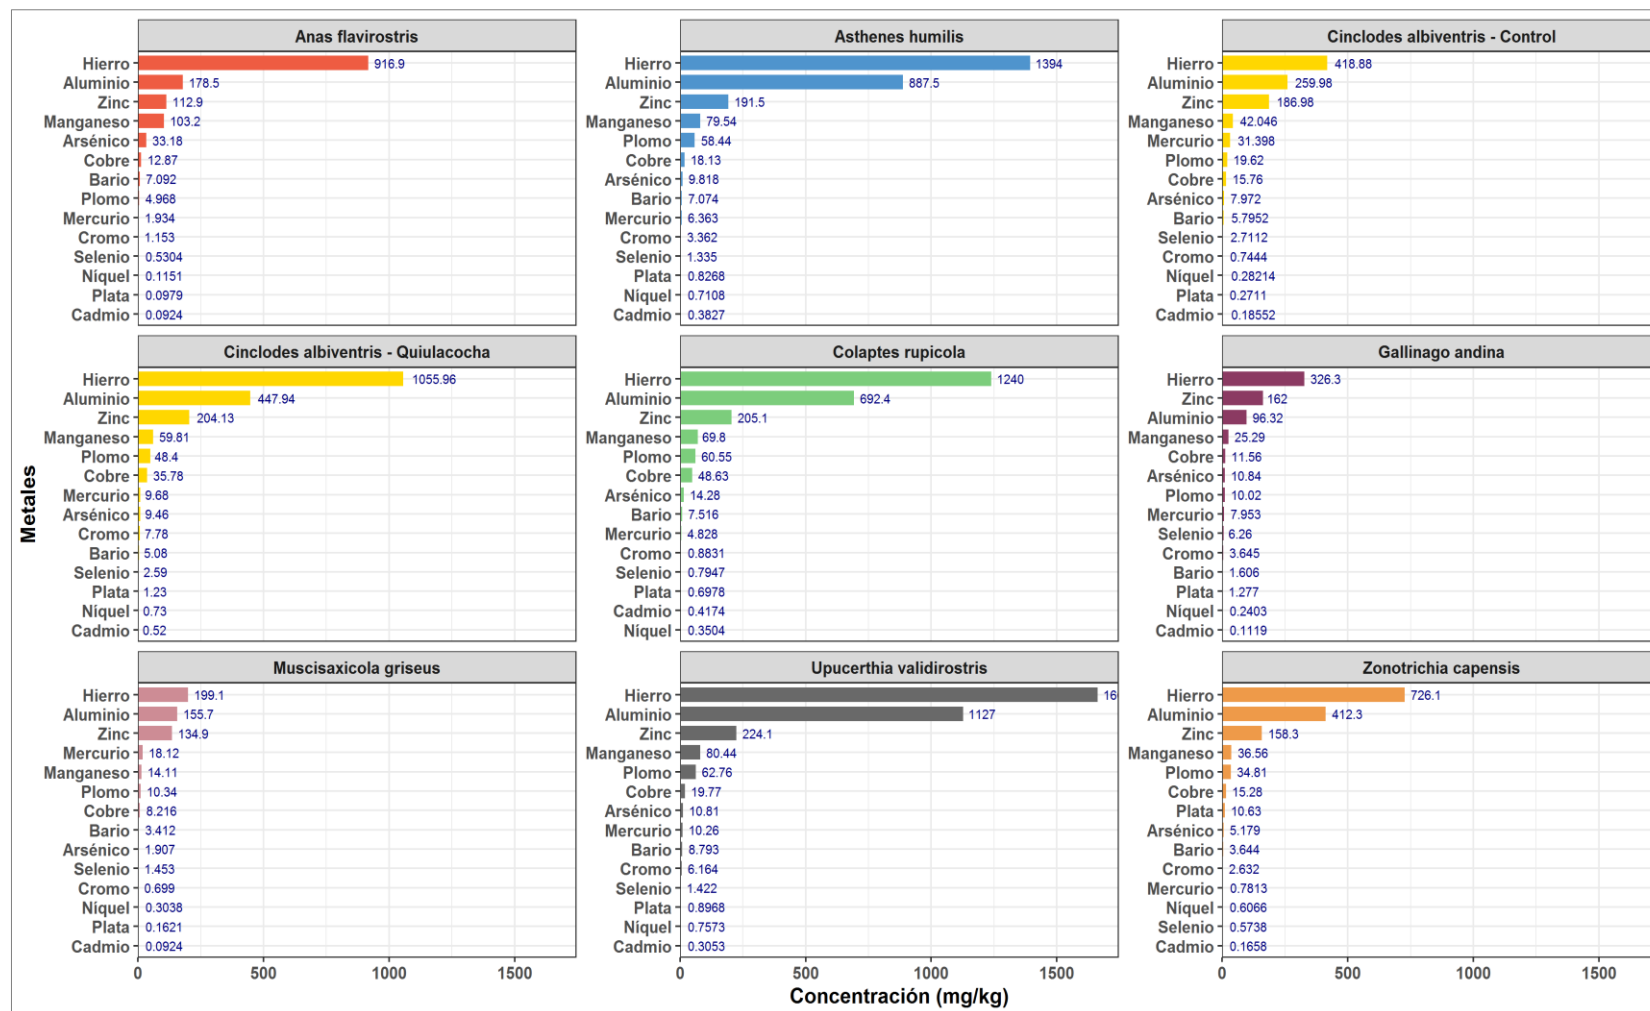 Anas flavirostris
Hierro 916.9
Aluminio 178.5
Zinc 112.9
Manganeso 103.2
Arsénico 33.18
Cobre 12.87
Bario 7.092
Plomo 4.968
Mercurio 1.934
Cromo 1.153
Selenio 0.5304
Níquel 0.1151
Plata 0.0979
Cadmio 0.0924
Asthenes humilis
Hierro 1394
Aluminio 887.5
Zinc 191.5
Manganeso 79.54
Plomo 58.44
Cobre 18.13
Arsénico 9.818
Bario 7.074
Mercurio 6.363
Cromo 3.362
Selenio 1.335
Plata 0.8268
Níquel 0.7108
Cadmio 0.3827
Cinclodes albiventris - Control
Hierro 418.88
Aluminio 259.98
Zinc 186.98
Manganeso 42.046
Mercurio 31.398
Plomo 19.62
Cobre 15.76
Arsénico 7.972
Bario 5.7952
Selenio 2.7112
Cromo 0.7444
Níquel 0.28214
Plata 0.2711
Cadmio 0.18552
Cinclodes albiventris - Quiulacocha
Hierro 1055.96
Aluminio 447.94
Zinc 204.13
Manganeso 59.81
Plomo 48.4
Cobre 35.78
Mercurio 9.68
Arsénico 9.46
Cromo 7.78
Bario 5.08
Selenio 2.59
Plata 1.23
Níquel 0.73
Cadmio 0.52
Colaptes rupicola
Hierro 1240
Aluminio 692.4
Zinc 205.1
Manganeso 69.8
Plomo 60.55
Cobre 48.63
Arsénico 14.28
Bario 7.516
Mercurio 4.828
Cromo 0.8831
Selenio 0.7947
Plata 0.6978
Cadmio 0.4174
Níquel 0.3504
Gallinago andina
Hierro 326.3
Zinc 162
Aluminio 96.32
Manganeso 25.29
Cobre 11.56
Arsénico 10.84
Plomo 10.02
Mercurio 7.953
Selenio 6.26
Cromo 3.645
Bario 1.606
Plata 1.277
Níquel 0.2403
Cadmio 0.1119
Muscisaxicola griseus
Hierro 199.1
Aluminio 155.7
Zinc 134.9
Mercurio 18.12
Manganeso 14.11
Plomo 10.34
Cobre 8.216
Bario 3.412
Arsénico 1.907
Selenio 1.453
Cromo 0.699
Níquel 0.3038
Plata 0.1621
Cadmio 0.0924
0 500 1000 1500
Upucerthia validirostris
Hierro 16
Aluminio 1127
Zinc 224.1
Manganeso 80.44
Plomo 62.76
Cobre 19.77
Arsénico 10.81
Mercurio 10.26
Bario 8.793
Cromo 6.164
Selenio 1.422
Plata 0.8968
Níquel 0.7573
Cadmio 0.3053
0 500 1000 1500
Zonotrichia capensis
Hierro 726.1
Aluminio 412.3
Zinc 158.3
Manganeso 36.56
Plomo 34.81
Cobre 15.28
Plata 10.63
Arsénico 5.179
Bario 3.644
Cromo 2.632
Mercurio 0.7813
Níquel 0.6066
Selenio 0.5738
Cadmio 0.1658
0 500 1000 1500
Metales
Concentración (mg/kg)